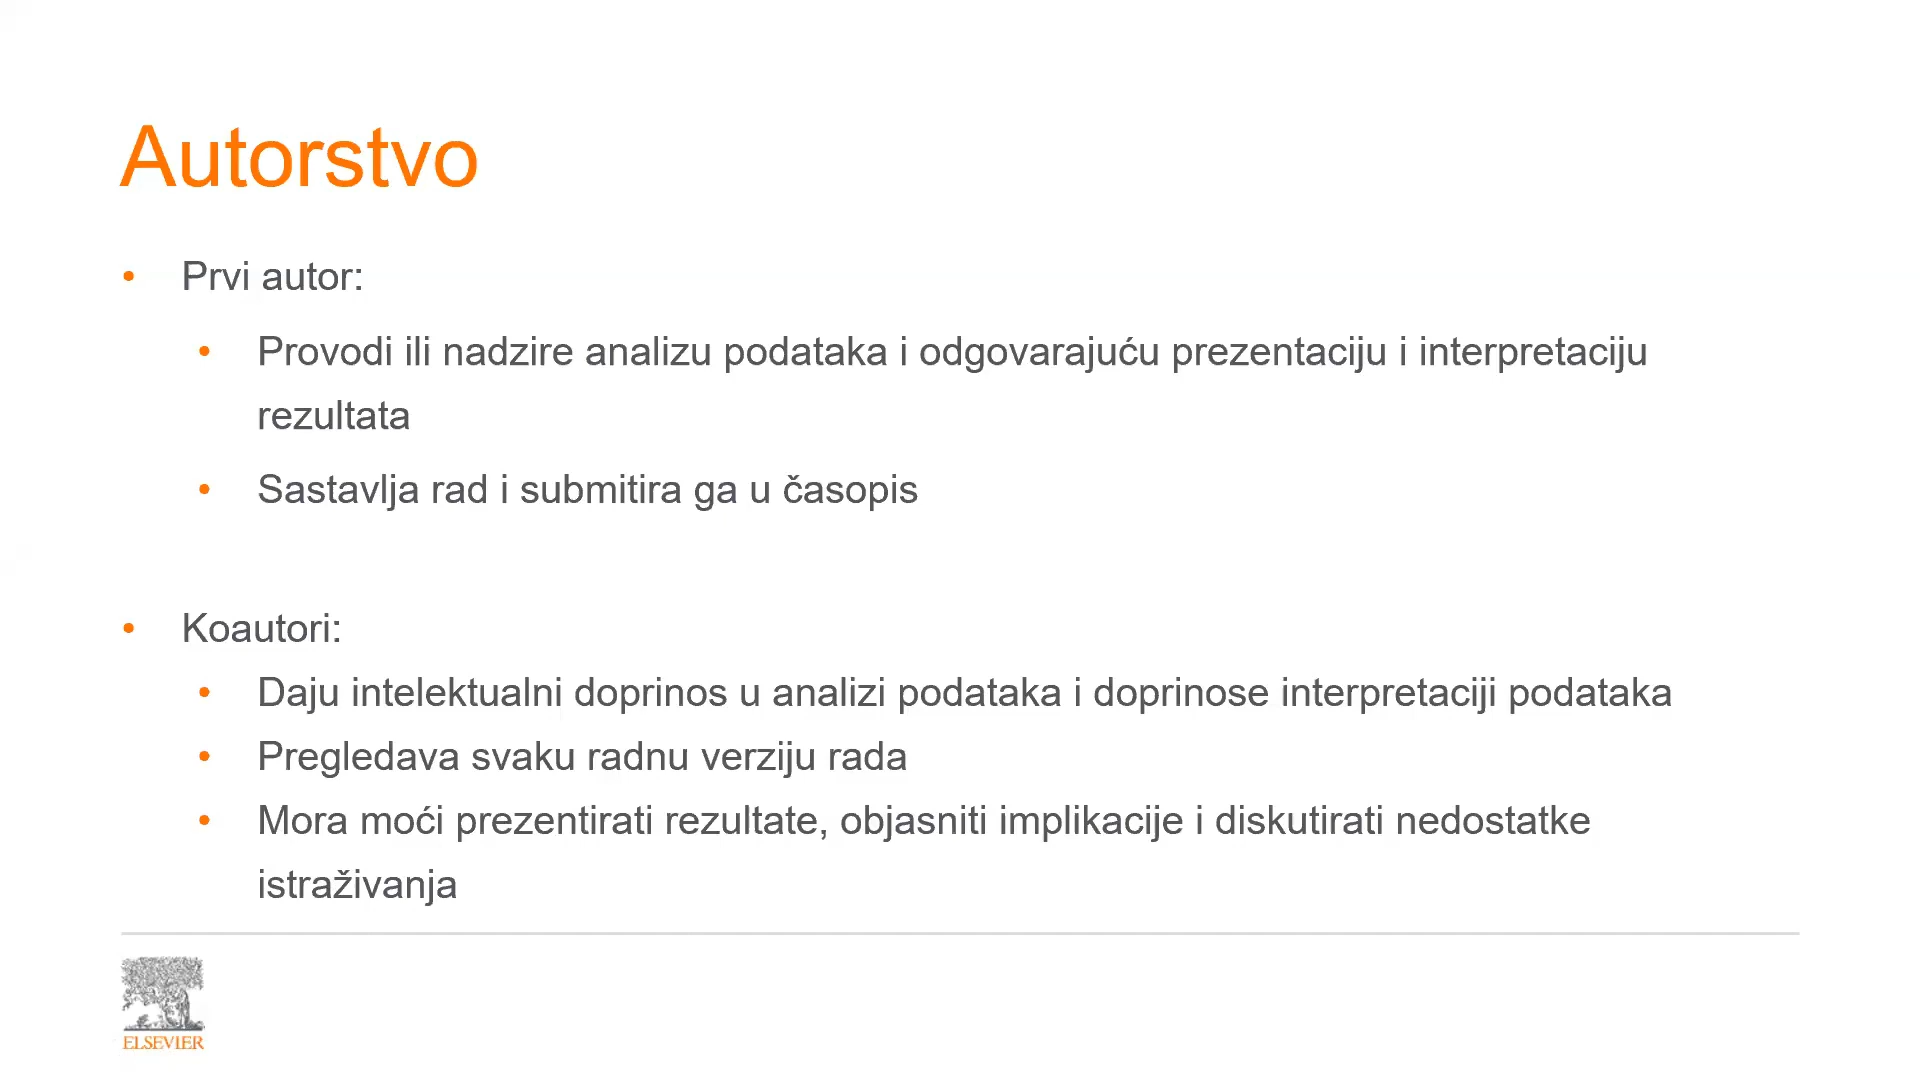 Autorstvo
• Prvi autor:
• Provodi ili nadzire analizu podataka i odgovarajuću prezentaciju i interpretaciju
rezultata
• Sastavlja rad i submitira ga u časopis
• Koautori:
• Daju intelektualni doprinos u analizi podataka i doprinose interpretaciji podataka
• Pregledava svaku radnu verziju rada
• Mora moći prezentirati rezultate, objasniti implikacije i diskutirati nedostatke
istraživanja
ELSEVIER